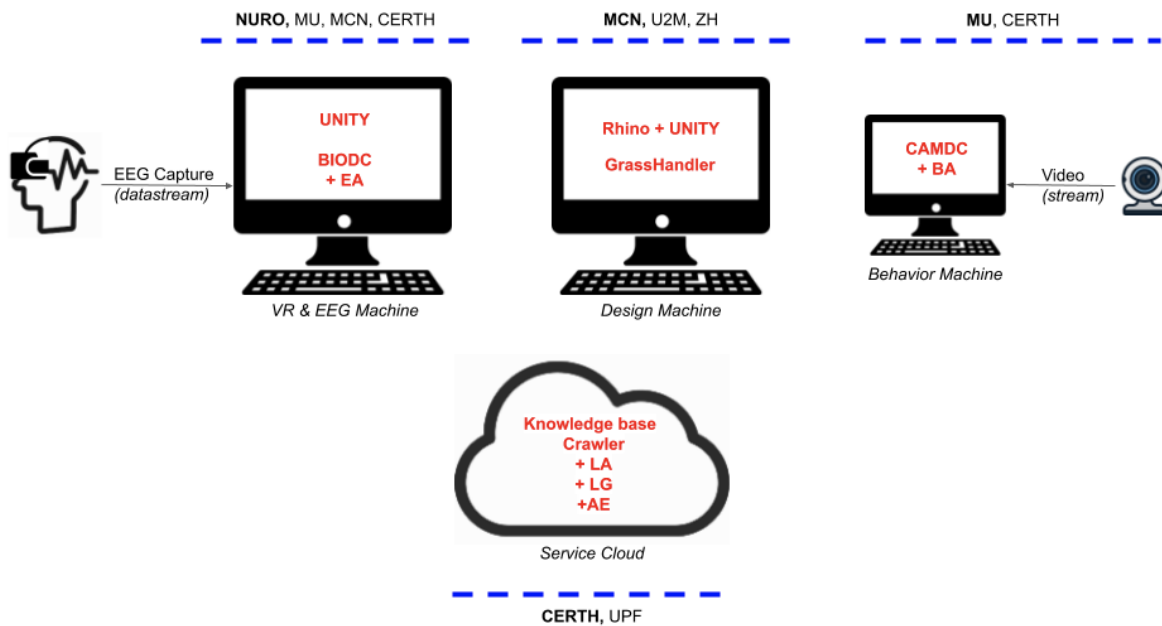 NURO, MU, MCN, CERTH
MCN, U2M, ZH
MU, CERTH
UNITY
BIODC
+ EA
Rhino + UNITY
GrassHandler
CAMDC
+ BA
EEG Capture
(datastream)
Video
(stream)
VR & EEG Machine
Design Machine
Behavior Machine
Knowledge base
Crawler
+ LA
+ LG
+AE
Service Cloud
CERTH, UPF